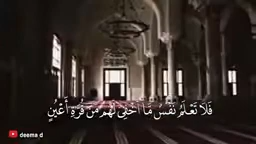 فَلَا تَعْلَمُ نَفْسٌ مَّا أُخْفِيَ لَهُم مِّن قُرَّةِ أَعْيُنٍ
deema d